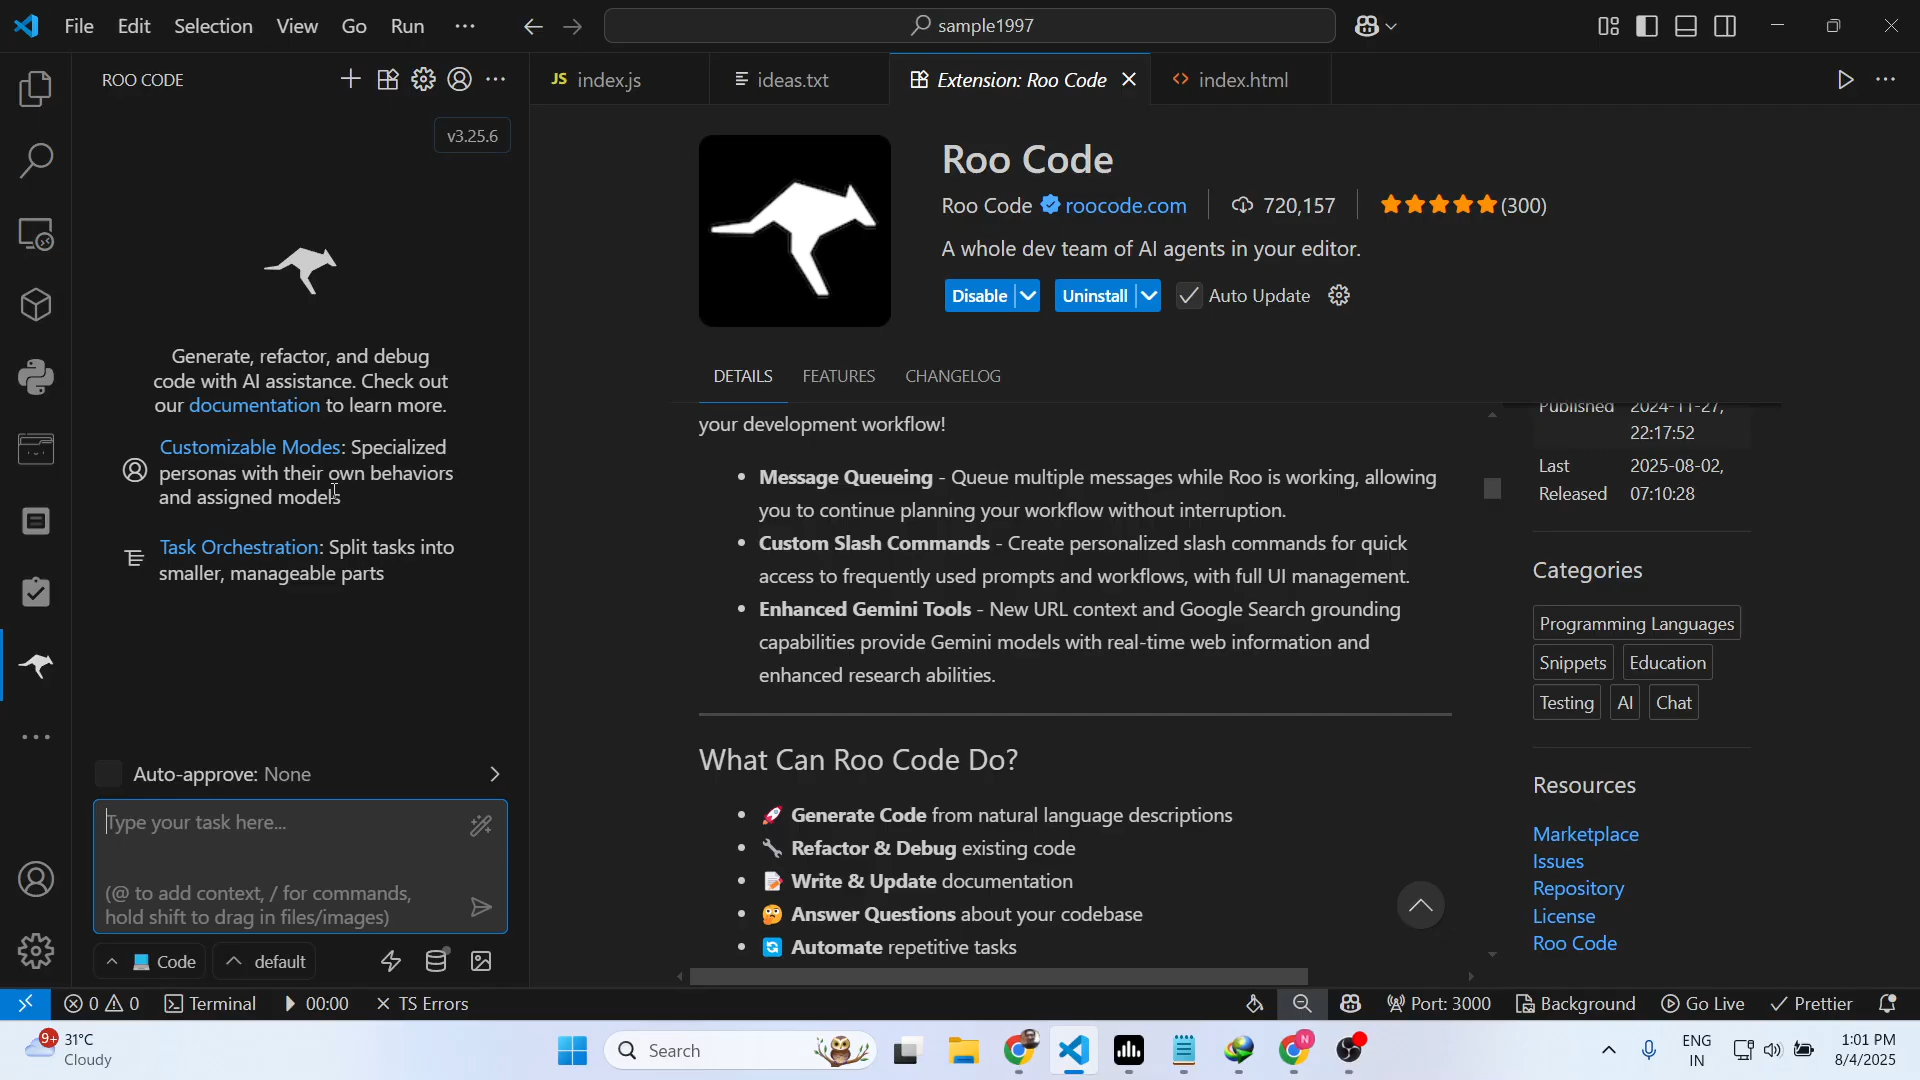 File Edit Selection View Go Run
sample1997
ROO CODE
JS index.js
ideas.txt
Extension: Roo Code
index.html
v3.25.6
Generate, refactor, and debug
code with AI assistance. Check out
our documentation to learn more.
Customizable Modes: Specialized
personas with their own behaviors
and assigned models
Task Orchestration: Split tasks into
smaller, manageable parts
Auto-approve: None
Type your task here...
(@ to add context, / for commands,
hold shift to drag in files/images)
Code
default
Roo Code
Roo Code roocode.com 720,157 (300)
A whole dev team of AI agents in your editor.
Disable Uninstall Auto Update
DETAILS FEATURES CHANGELOG
your development workflow!
• Message Queueing - Queue multiple messages while Roo is working, allowing
you to continue planning your workflow without interruption.
• Custom Slash Commands - Create personalized slash commands for quick
access to frequently used prompts and workflows, with full UI management.
• Enhanced Gemini Tools - New URL context and Google Search grounding
capabilities provide Gemini models with real-time web information and
enhanced research abilities.
What Can Roo Code Do?
• 🚀 Generate Code from natural language descriptions
• 🔧 Refactor & Debug existing code
• 📝 Write & Update documentation
• 🤔 Answer Questions about your codebase
• 🔄 Automate repetitive tasks
Published 2024-11-27,
22:17:52
Last 2025-08-02,
Released 07:10:28
Categories
Programming Languages
Snippets Education
Testing AI Chat
Resources
Marketplace
Issues
Repository
License
Roo Code
0 0 Terminal 00:00 TS Errors
Port: 3000 Background Go Live Prettier
9+ 31°C
Cloudy
Search
N
ENG
IN
1:01 PM
8/4/2025